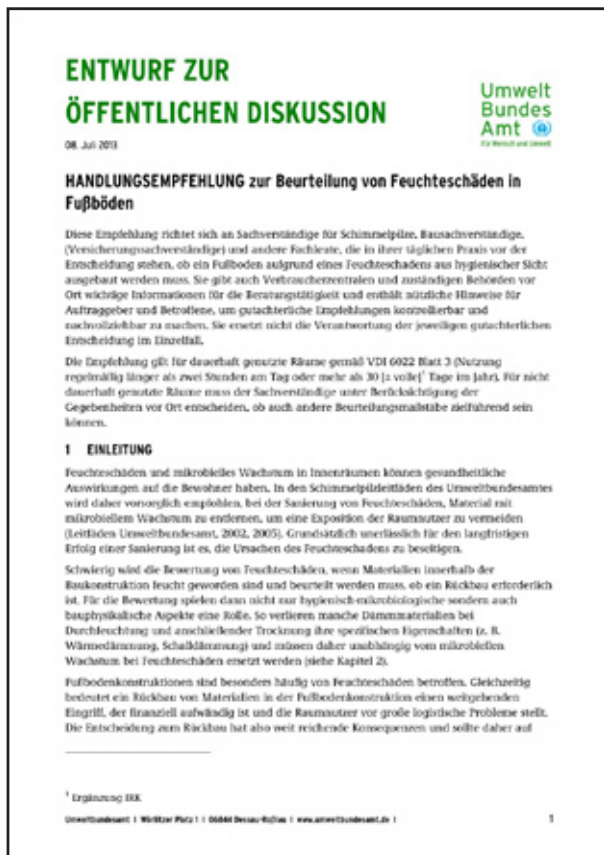 ENTWURF ZUR
ÖFFENTLICHEN DISKUSSION
Umwelt
Bundes
Amt
Für Mensch und Umwelt
08. Juli 2013
HANDLUNGSEMPFEHLUNG zur Beurteilung von Feuchteschäden in
Fußböden
Diese Empfehlung richtet sich an Sachverständige für Schimmelpilze, Bausachverständige,
(Versicherungssachverständige) und andere Fachleute, die in ihrer täglichen Praxis vor der
Entscheidung stehen, ob ein Fußboden aufgrund eines Feuchteschadens aus hygienischer Sicht
ausgebaut werden muss. Sie gibt auch Verbraucherzentralen und zuständigen Behörden vor
Ort wichtige Informationen für die Beratungstätigkeit und enthält nützliche Hinweise für
Auftraggeber und Betroffene, um gutachterliche Empfehlungen kontrollierbar und
nachvollziehbar zu machen. Sie ersetzt nicht die Verantwortung der jeweiligen gutachterlichen
Entscheidung im Einzelfall.
Die Empfehlung gilt für dauerhaft genutzte Räume gemäß VDI 6022 Blatt 3 (Nutzung
regelmäßig länger als zwei Stunden am Tag oder mehr als 30 [z volle]¹ Tage im Jahr). Für nicht
dauerhaft genutzte Räume muss der Sachverständige unter Berücksichtigung der
Gegebenheiten vor Ort entscheiden, ob auch andere Beurteilungsmaßstäbe zielführend sein
können.
1 EINLEITUNG
Feuchteschäden und mikrobielles Wachstum in Innenräumen können gesundheitliche
Auswirkungen auf die Bewohner haben. In den Schimmelpilzleitfäden des Umweltbundesamtes
wird daher vorsorglich empfohlen, bei der Sanierung von Feuchteschäden, Material mit
mikrobiellem Wachstum zu entfernen, um eine Exposition der Raumnutzer zu vermeiden
(Leitfäden Umweltbundesamt, 2002, 2005). Grundsätzlich unerlässlich für den langfristigen
Erfolg einer Sanierung ist es, die Ursachen des Feuchteschadens zu beseitigen.
Schwierig wird die Bewertung von Feuchteschäden, wenn Materialien innerhalb der
Baukonstruktion feucht geworden sind und beurteilt werden muss, ob ein Rückbau erforderlich
ist. Für die Bewertung spielen dann nicht nur hygienisch-mikrobiologische sondern auch
bauphysikalische Aspekte eine Rolle. So verlieren manche Dämmmaterialien bei
Durchfeuchtung und anschließender Trocknung ihre spezifischen Eigenschaften (z. B.
Wärmedämmung, Schalldämmung) und müssen daher unabhängig vom mikrobiellen
Wachstum bei Feuchteschäden ersetzt werden (siehe Kapitel 2).
Fußbodenkonstruktionen sind besonders häufig von Feuchteschäden betroffen. Gleichzeitig
bedeutet ein Rückbau von Materialien in der Fußbodenkonstruktion einen weitgehenden
Eingriff, der finanziell aufwändig ist und die Raumnutzer vor große logistische Probleme stellt.
Die Entscheidung zum Rückbau hat also weit reichende Konsequenzen und sollte daher auf
¹ Ergänzung IRK
Umweltbundesamt | Wörlitzer Platz 1 | 06844 Dessau-Roßlau | www.umweltbundesamt.de | 1